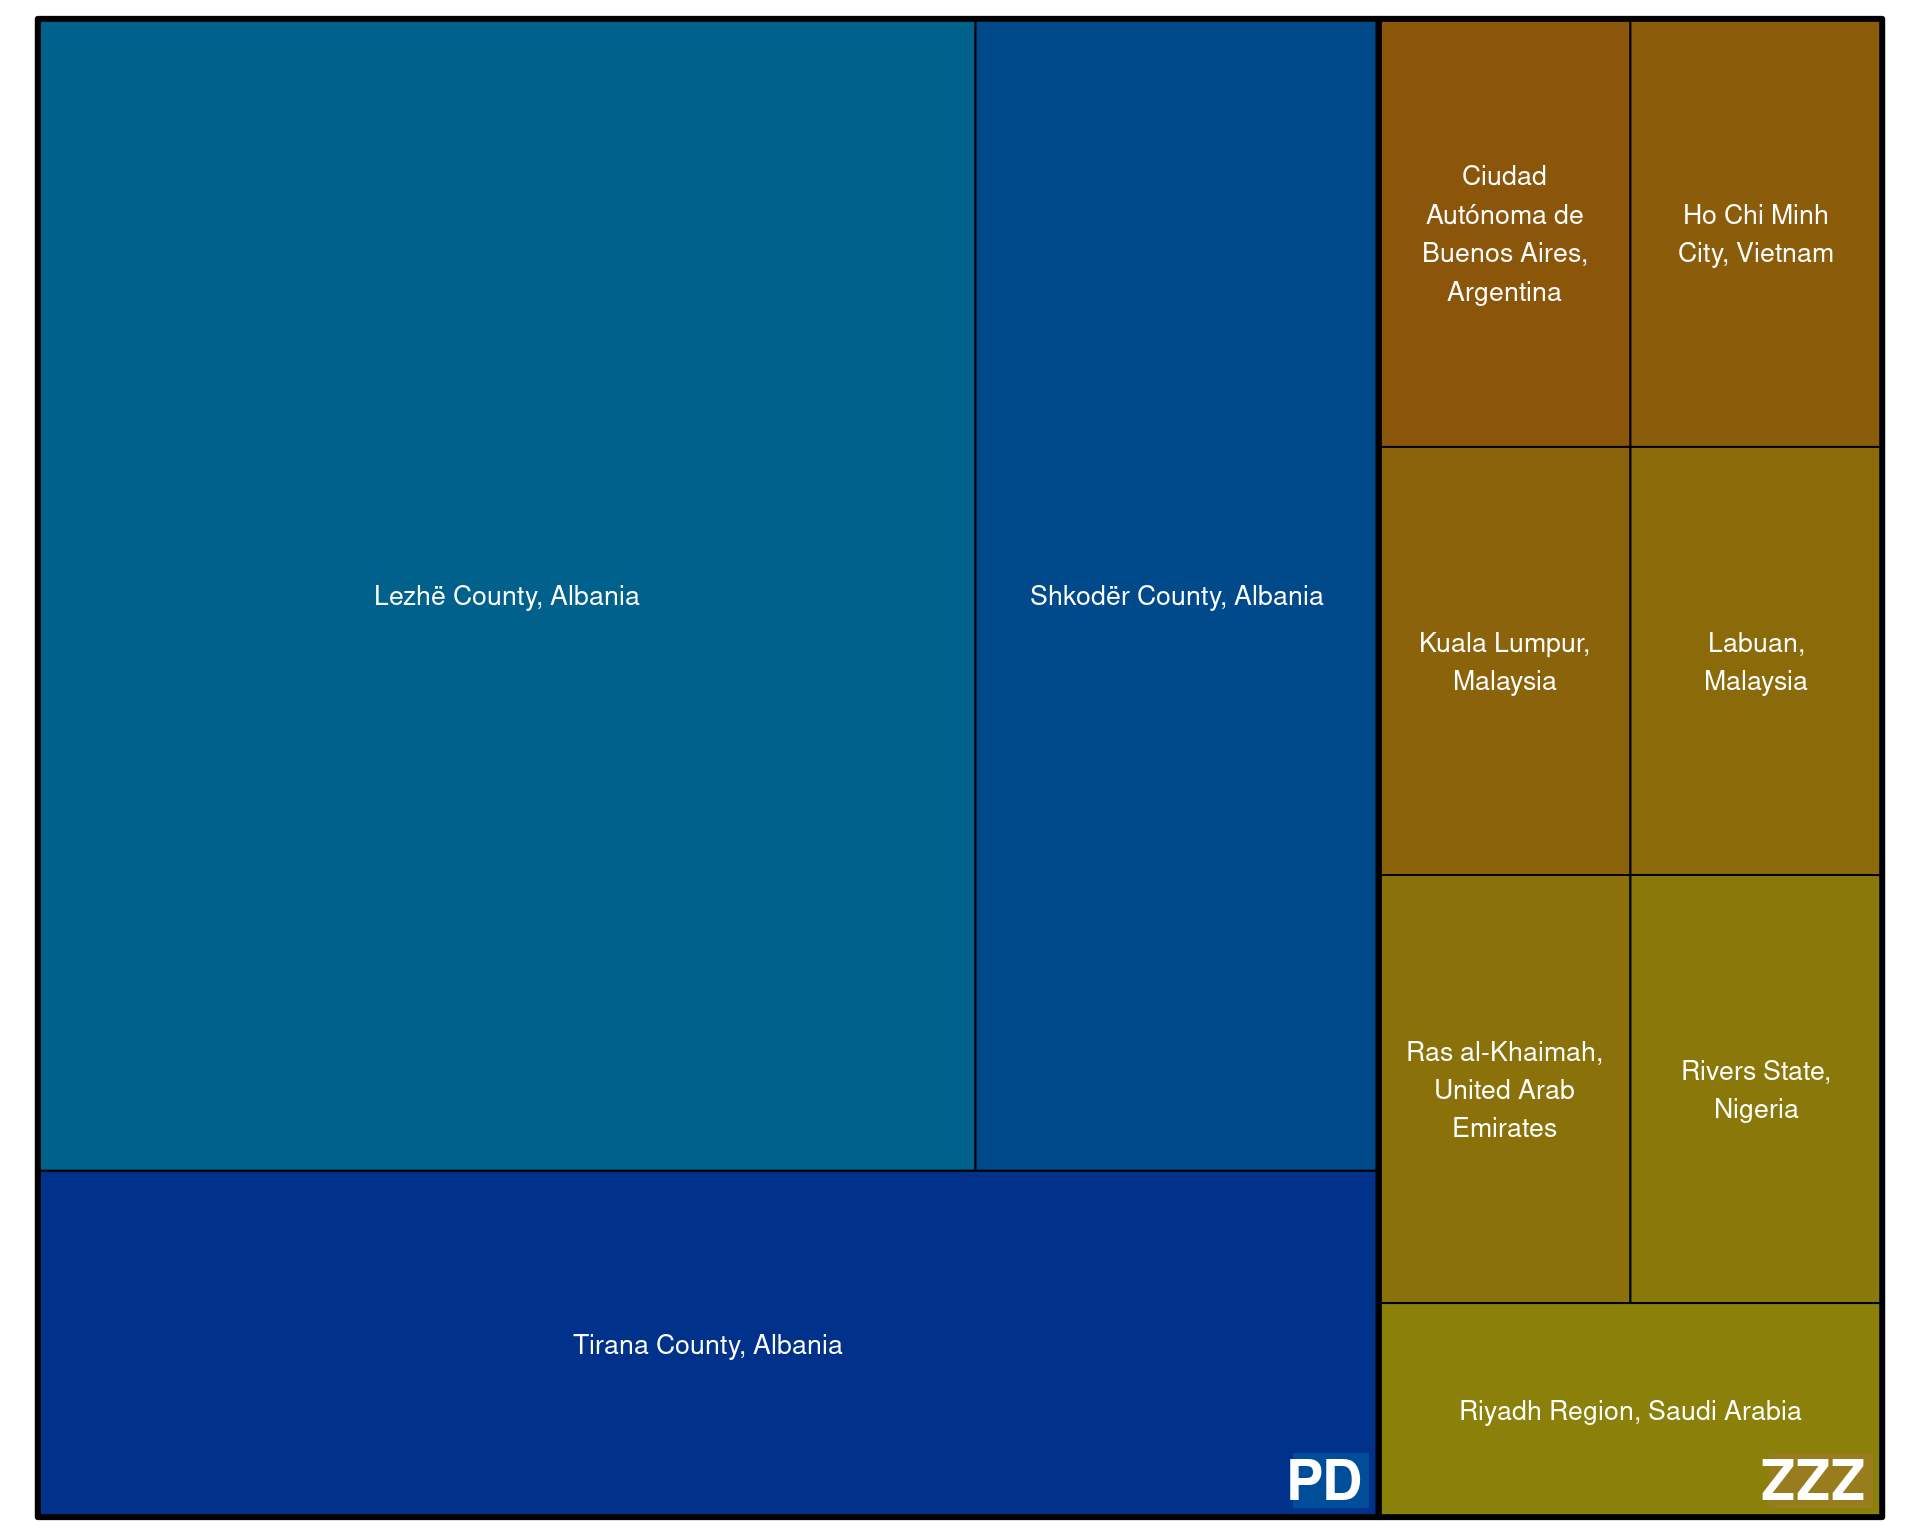 Lezhë County, Albania
Shkodër County, Albania
Tirana County, Albania
PD
Ciudad
Autónoma de
Buenos Aires,
Argentina
Ho Chi Minh
City, Vietnam
Kuala Lumpur,
Malaysia
Labuan,
Malaysia
Ras al-Khaimah,
United Arab
Emirates
Rivers State,
Nigeria
Riyadh Region, Saudi Arabia
ZZZ